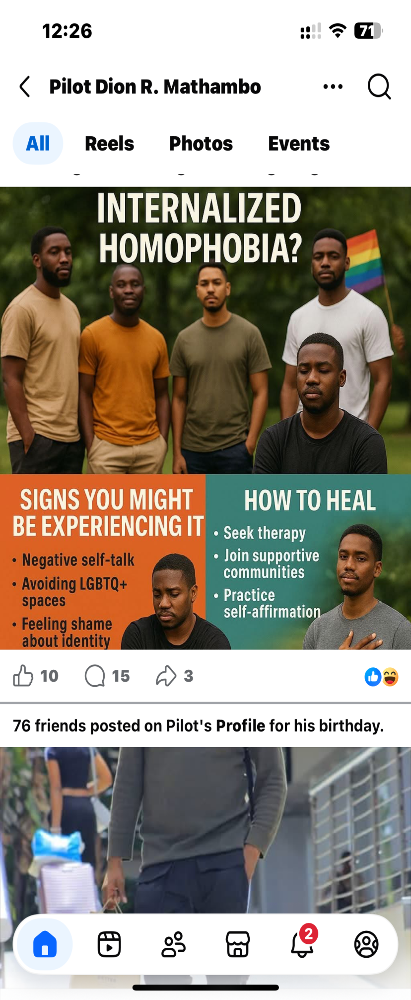 12:26
71
Pilot Dion R. Mathambo
All Reels Photos Events
INTERNALIZED
HOMOPHOBIA?
SIGNS YOU MIGHT
BE EXPERIENCING IT
• Negative self-talk
• Avoiding LGBTQ+
spaces
• Feeling shame
about identity
HOW TO HEAL
• Seek therapy
• Join supportive
communities
• Practice
self-affirmation
10 15 3
76 friends posted on Pilot's Profile for his birthday.
2